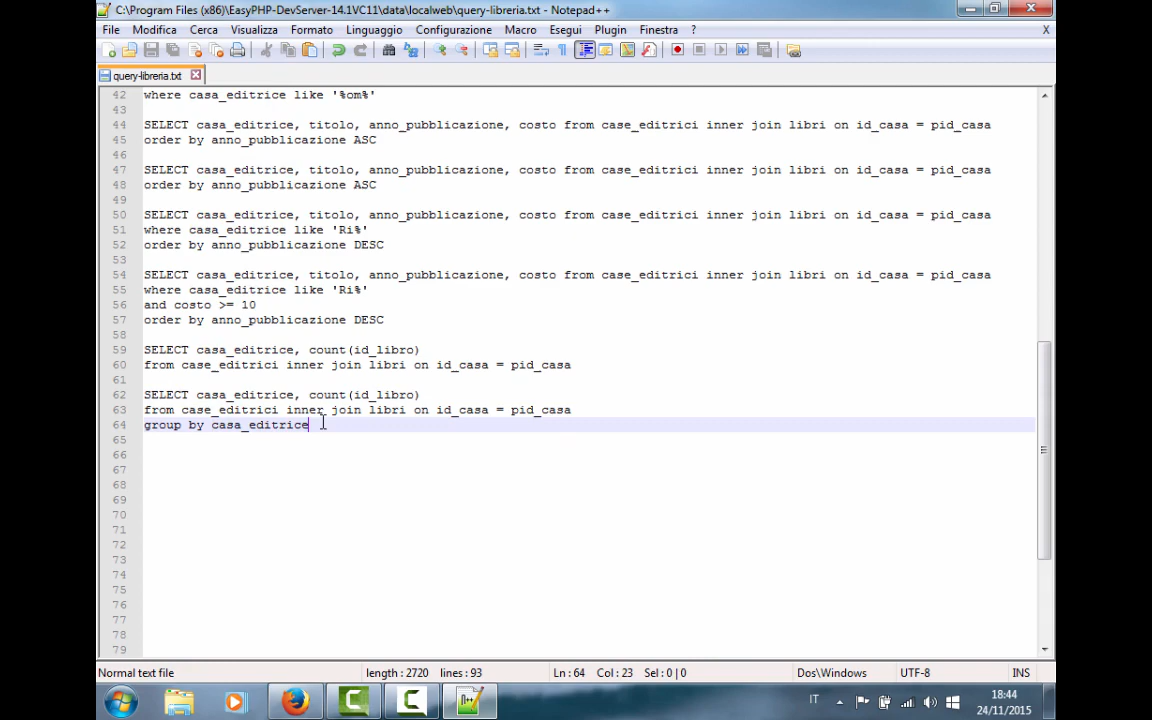 C:\Program Files (x86)\EasyPHP-DevServer-14.1VC11\data\localweb\query-libreria.txt - Notepad++
File Modifica Cerca Visualizza Formato Linguaggio Configurazione Macro Esegui Plugin Finestra ? X
query-libreria.txt
42 where casa_editrice like '%om%'
43
44 SELECT casa_editrice, titolo, anno_pubblicazione, costo from case_editrici inner join libri on id_casa = pid_casa
45 order by anno_pubblicazione ASC
46
47 SELECT casa_editrice, titolo, anno_pubblicazione, costo from case_editrici inner join libri on id_casa = pid_casa
48 order by anno_pubblicazione ASC
49
50 SELECT casa_editrice, titolo, anno_pubblicazione, costo from case_editrici inner join libri on id_casa = pid_casa
51 where casa_editrice like 'Ri%'
52 order by anno_pubblicazione DESC
53
54 SELECT casa_editrice, titolo, anno_pubblicazione, costo from case_editrici inner join libri on id_casa = pid_casa
55 where casa_editrice like 'Ri%'
56 and costo >= 10
57 order by anno_pubblicazione DESC
58
59 SELECT casa_editrice, count(id_libro)
60 from case_editrici inner join libri on id_casa = pid_casa
61
62 SELECT casa_editrice, count(id_libro)
63 from case_editrici inner join libri on id_casa = pid_casa
64 group by casa_editrice
65
66
67
68
69
70
71
72
73
74
75
76
77
78
79
Normal text file length : 2720 lines : 93 Ln : 64 Col : 23 Sel : 0 | 0 Dos\Windows UTF-8 INS
IT 18:44
24/11/2015